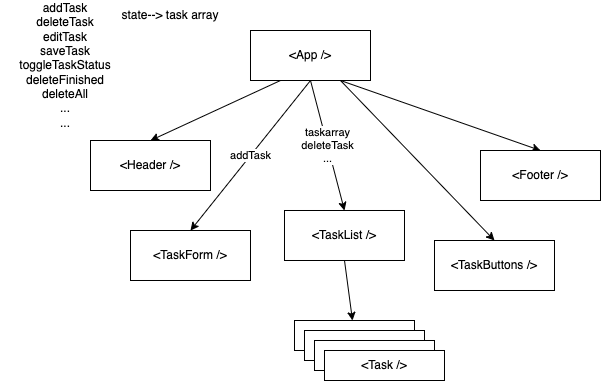 addTask
deleteTask
editTask
saveTask
toggleTaskStatus
deleteFinished
deleteAll
...
...
state--> task array
<App />
taskarray
deleteTask
...
addTask
<Header />
<Footer />
<TaskForm />
<TaskList />
<TaskButtons />
<Task />